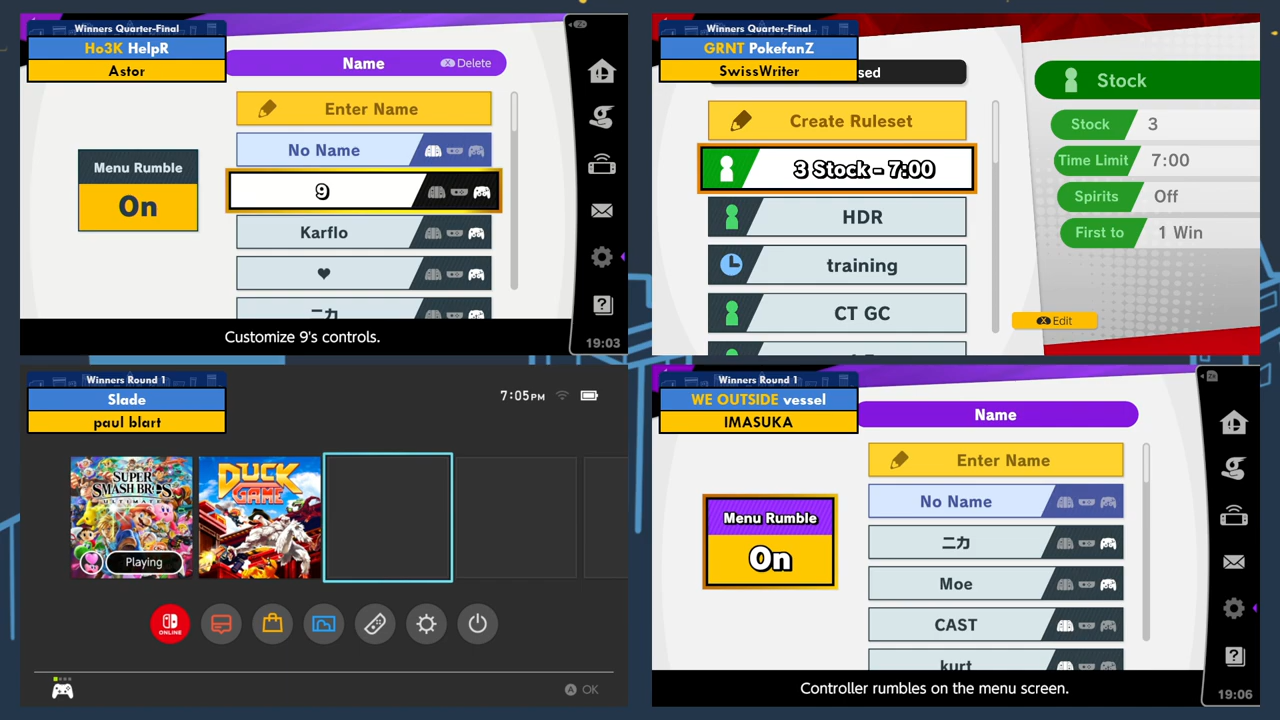 Winners Quarter-Final
Ho3K HelpR
Astor
Name
Delete
Enter Name
No Name
Menu Rumble
On
9
Karflo
♥
ニカ
Customize 9's controls.
19:03
Winners Quarter-Final
GRNT PokefanZ
SwissWriter
sed
Stock
Create Ruleset
Stock 3
3 Stock - 7:00
Time Limit 7:00
Spirits Off
HDR
First to 1 Win
training
CT GC
Edit
Winners Round 1
Slade
paul blart
7:05PM
SUPER SMASH BROS.
ULTIMATE
DUCK GAME
Playing
ONLINE
OK
Winners Round 1
WE OUTSIDE vessel
IMASUKA
Name
Enter Name
No Name
Menu Rumble
On
ニカ
Moe
CAST
kurt
Controller rumbles on the menu screen.
19:06